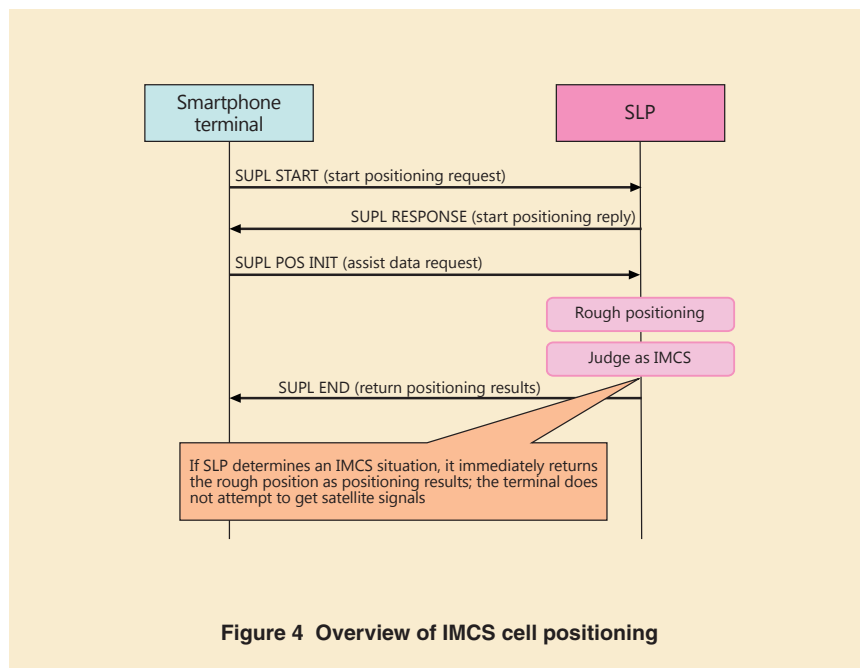 Smartphone
terminal
SLP
SUPL START (start positioning request)
SUPL RESPONSE (start positioning reply)
SUPL POS INIT (assist data request)
Rough positioning
Judge as IMCS
SUPL END (return positioning results)
If SLP determines an IMCS situation, it immediately returns
the rough position as positioning results; the terminal does
not attempt to get satellite signals
Figure 4 Overview of IMCS cell positioning